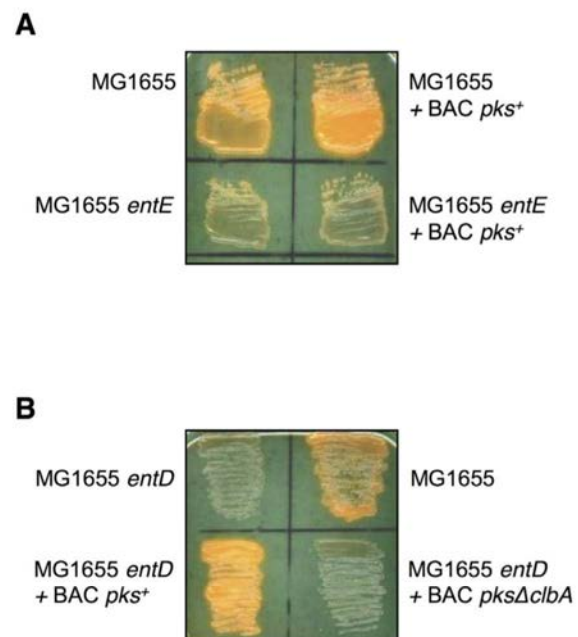 A
MG1655
MG1655
+ BAC pks+
MG1655 entE
MG1655 entE
+ BAC pks+
B
MG1655 entD
MG1655
MG1655 entD
+ BAC pks+
MG1655 entD
+ BAC pksΔclbA